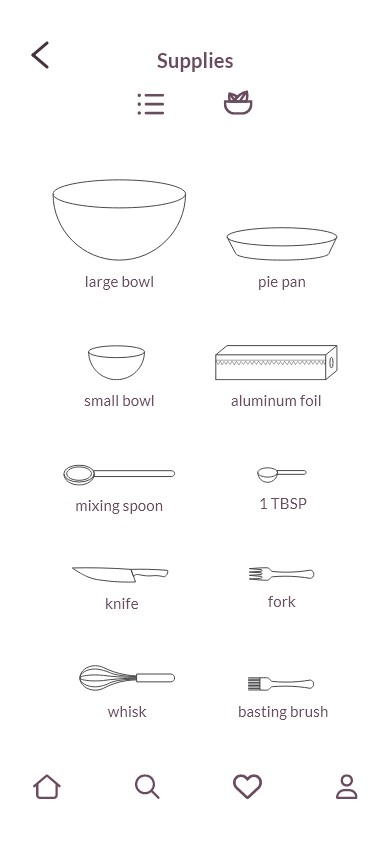 Supplies
large bowl
pie pan
small bowl
aluminum foil
mixing spoon
1 TBSP
knife
fork
whisk
basting brush